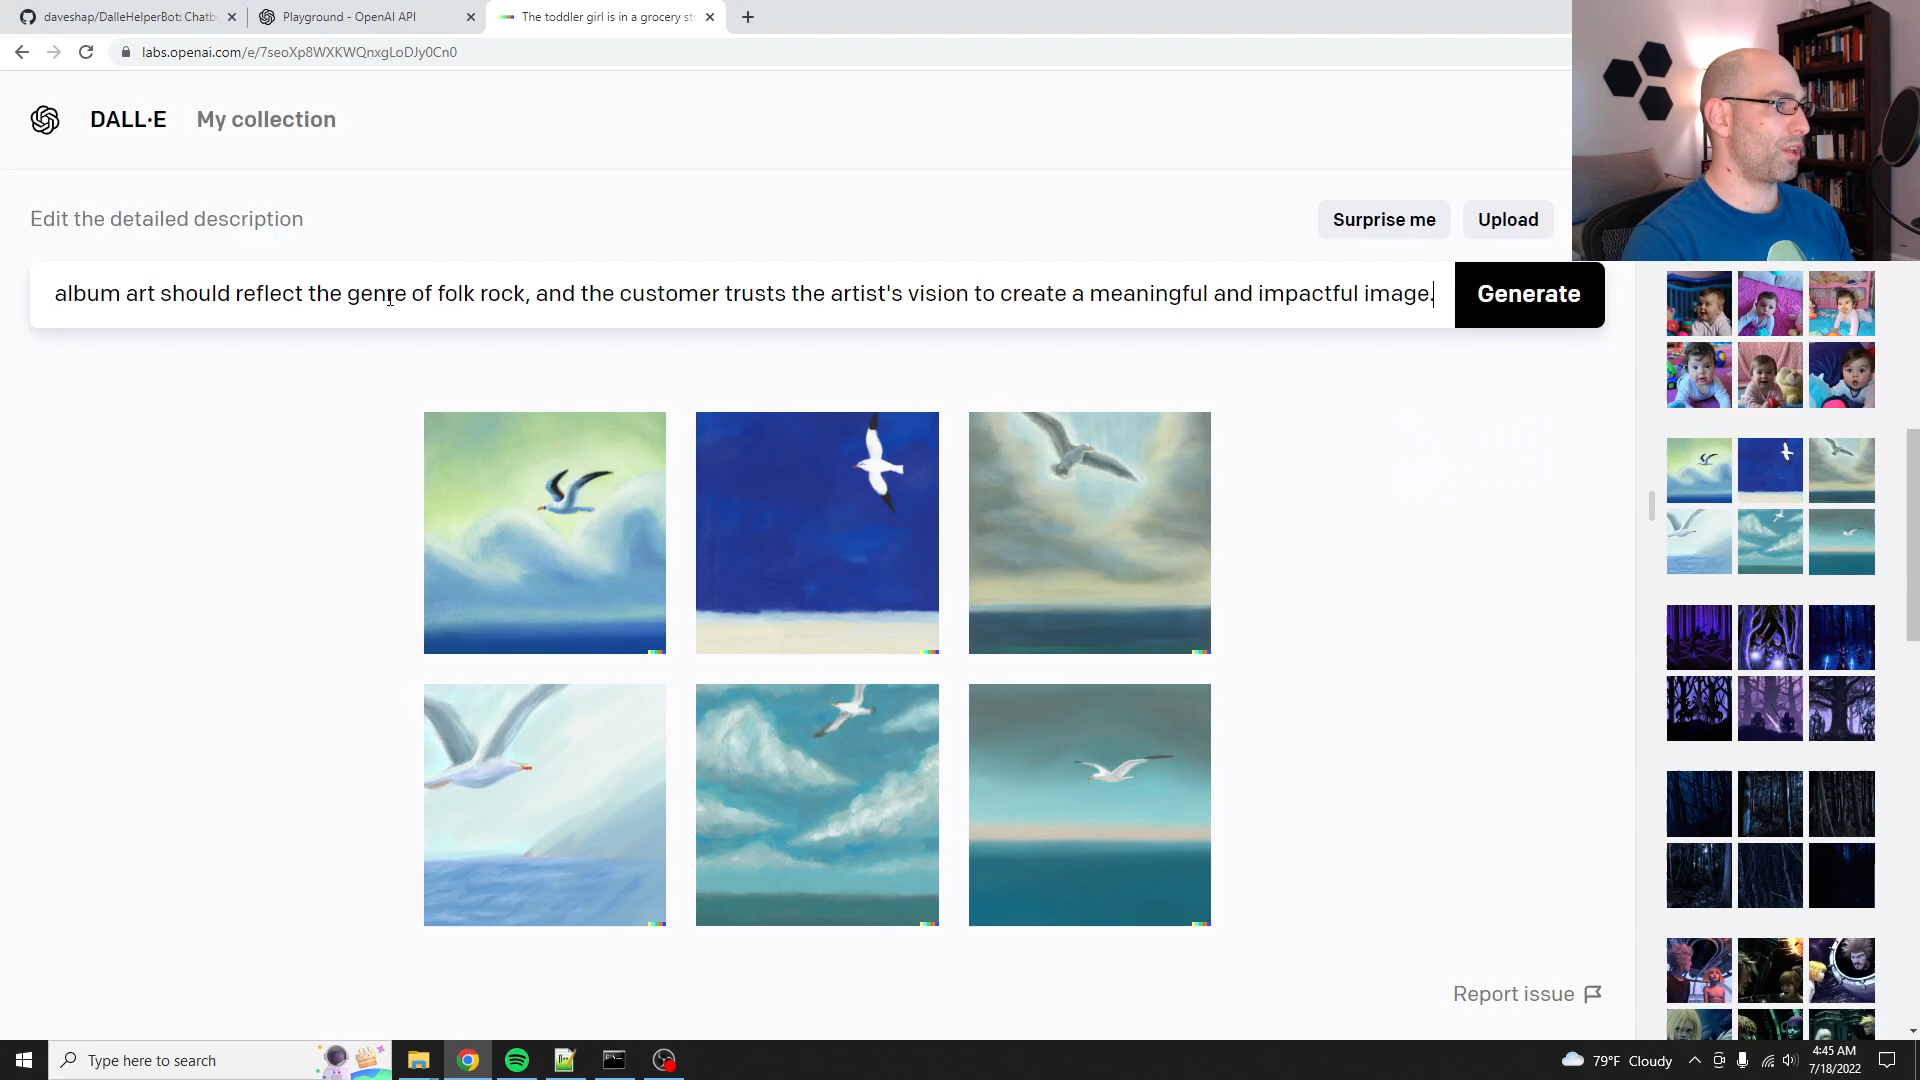 daveshap/DalleHelperBot: Chatb
Playground - OpenAI API
The toddler girl is in a grocery st
labs.openai.com/e/7seoXp8WXKWQnxgLoDJy0Cn0
DALL·E
My collection
Edit the detailed description
Surprise me
Upload
album art should reflect the genre of folk rock, and the customer trusts the artist's vision to create a meaningful and impactful image.
Generate
Report issue
Type here to search
79°F Cloudy
4:45 AM
7/18/2022